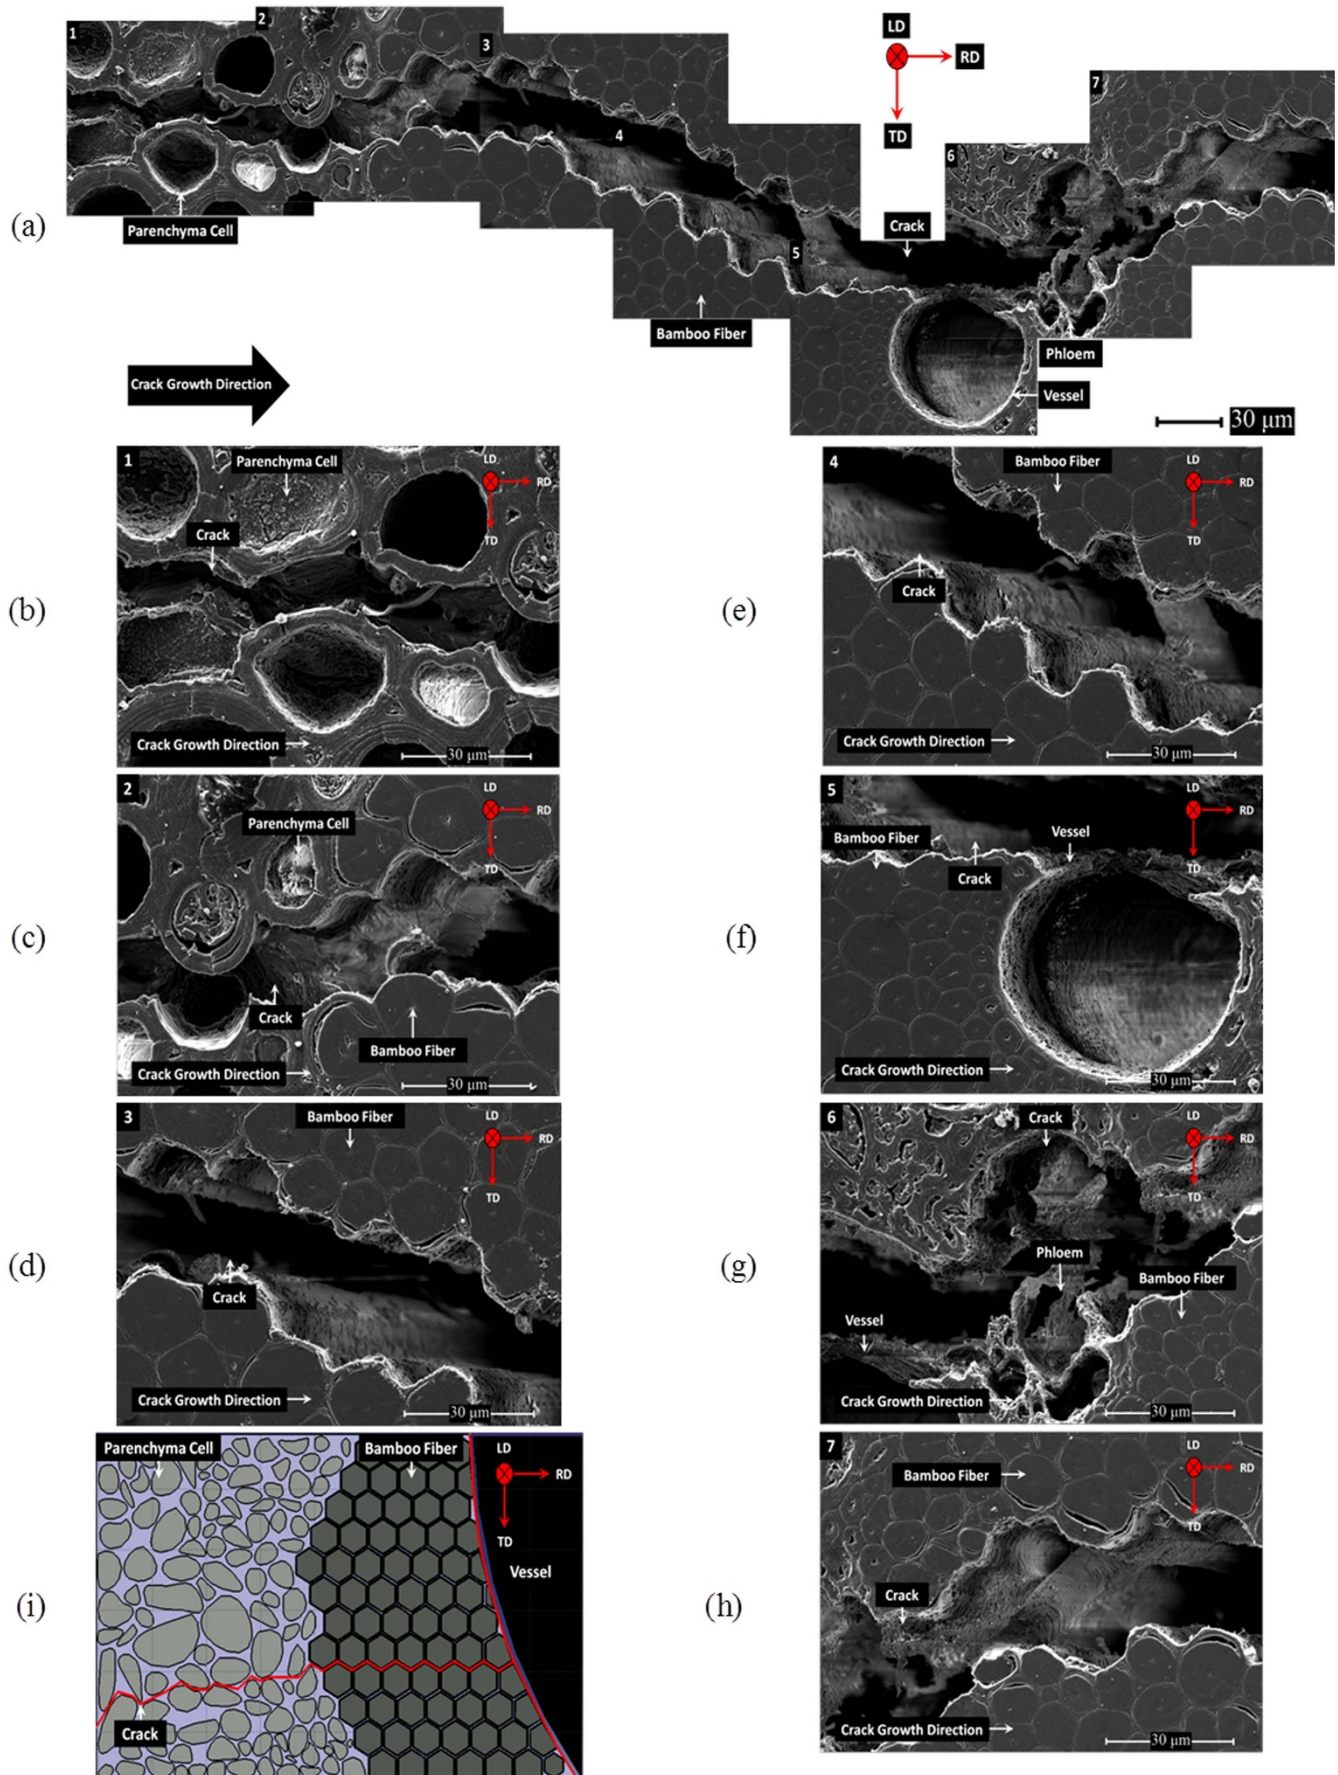 1
2
3
4
5
6
7
LD
RD
TD
(a)
Parenchyma Cell
Crack
Bamboo Fiber
Phloem
Vessel
Crack Growth Direction
30 μm
(b)
1
Parenchyma Cell
LD
RD
TD
Crack
Crack Growth Direction
30 μm
(c)
2
LD
RD
TD
Parenchyma Cell
Crack
Bamboo Fiber
Crack Growth Direction
30 μm
(d)
3
Bamboo Fiber
LD
RD
TD
Crack
Crack Growth Direction
30 μm
(i)
Parenchyma Cell
Bamboo Fiber
LD
RD
TD
Vessel
Crack
(e)
4
Bamboo Fiber
LD
RD
TD
Crack
Crack Growth Direction
30 μm
(f)
5
LD
RD
TD
Bamboo Fiber
Vessel
Crack
Crack Growth Direction
30 μm
(g)
6
Crack
LD
RD
TD
Phloem
Bamboo Fiber
Vessel
Crack Growth Direction
30 μm
(h)
7
LD
RD
TD
Bamboo Fiber
Crack
Crack Growth Direction
30 μm